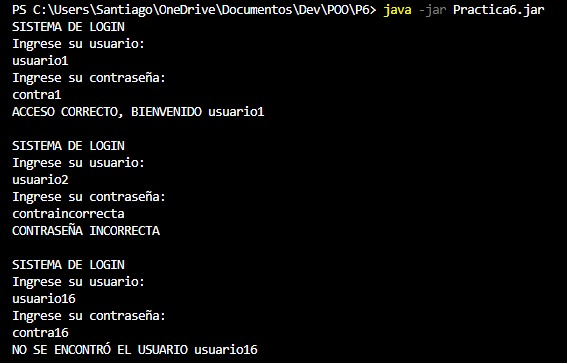 PS C:\Users\Santiago\OneDrive\Documentos\Dev\POO\P6> java -jar Practica6.jar
SISTEMA DE LOGIN
Ingrese su usuario:
usuario1
Ingrese su contraseña:
contra1
ACCESO CORRECTO, BIENVENIDO usuario1
SISTEMA DE LOGIN
Ingrese su usuario:
usuario2
Ingrese su contraseña:
contraincorrecta
CONTRASEÑA INCORRECTA
SISTEMA DE LOGIN
Ingrese su usuario:
usuario16
Ingrese su contraseña:
contra16
NO SE ENCONTRÓ EL USUARIO usuario16